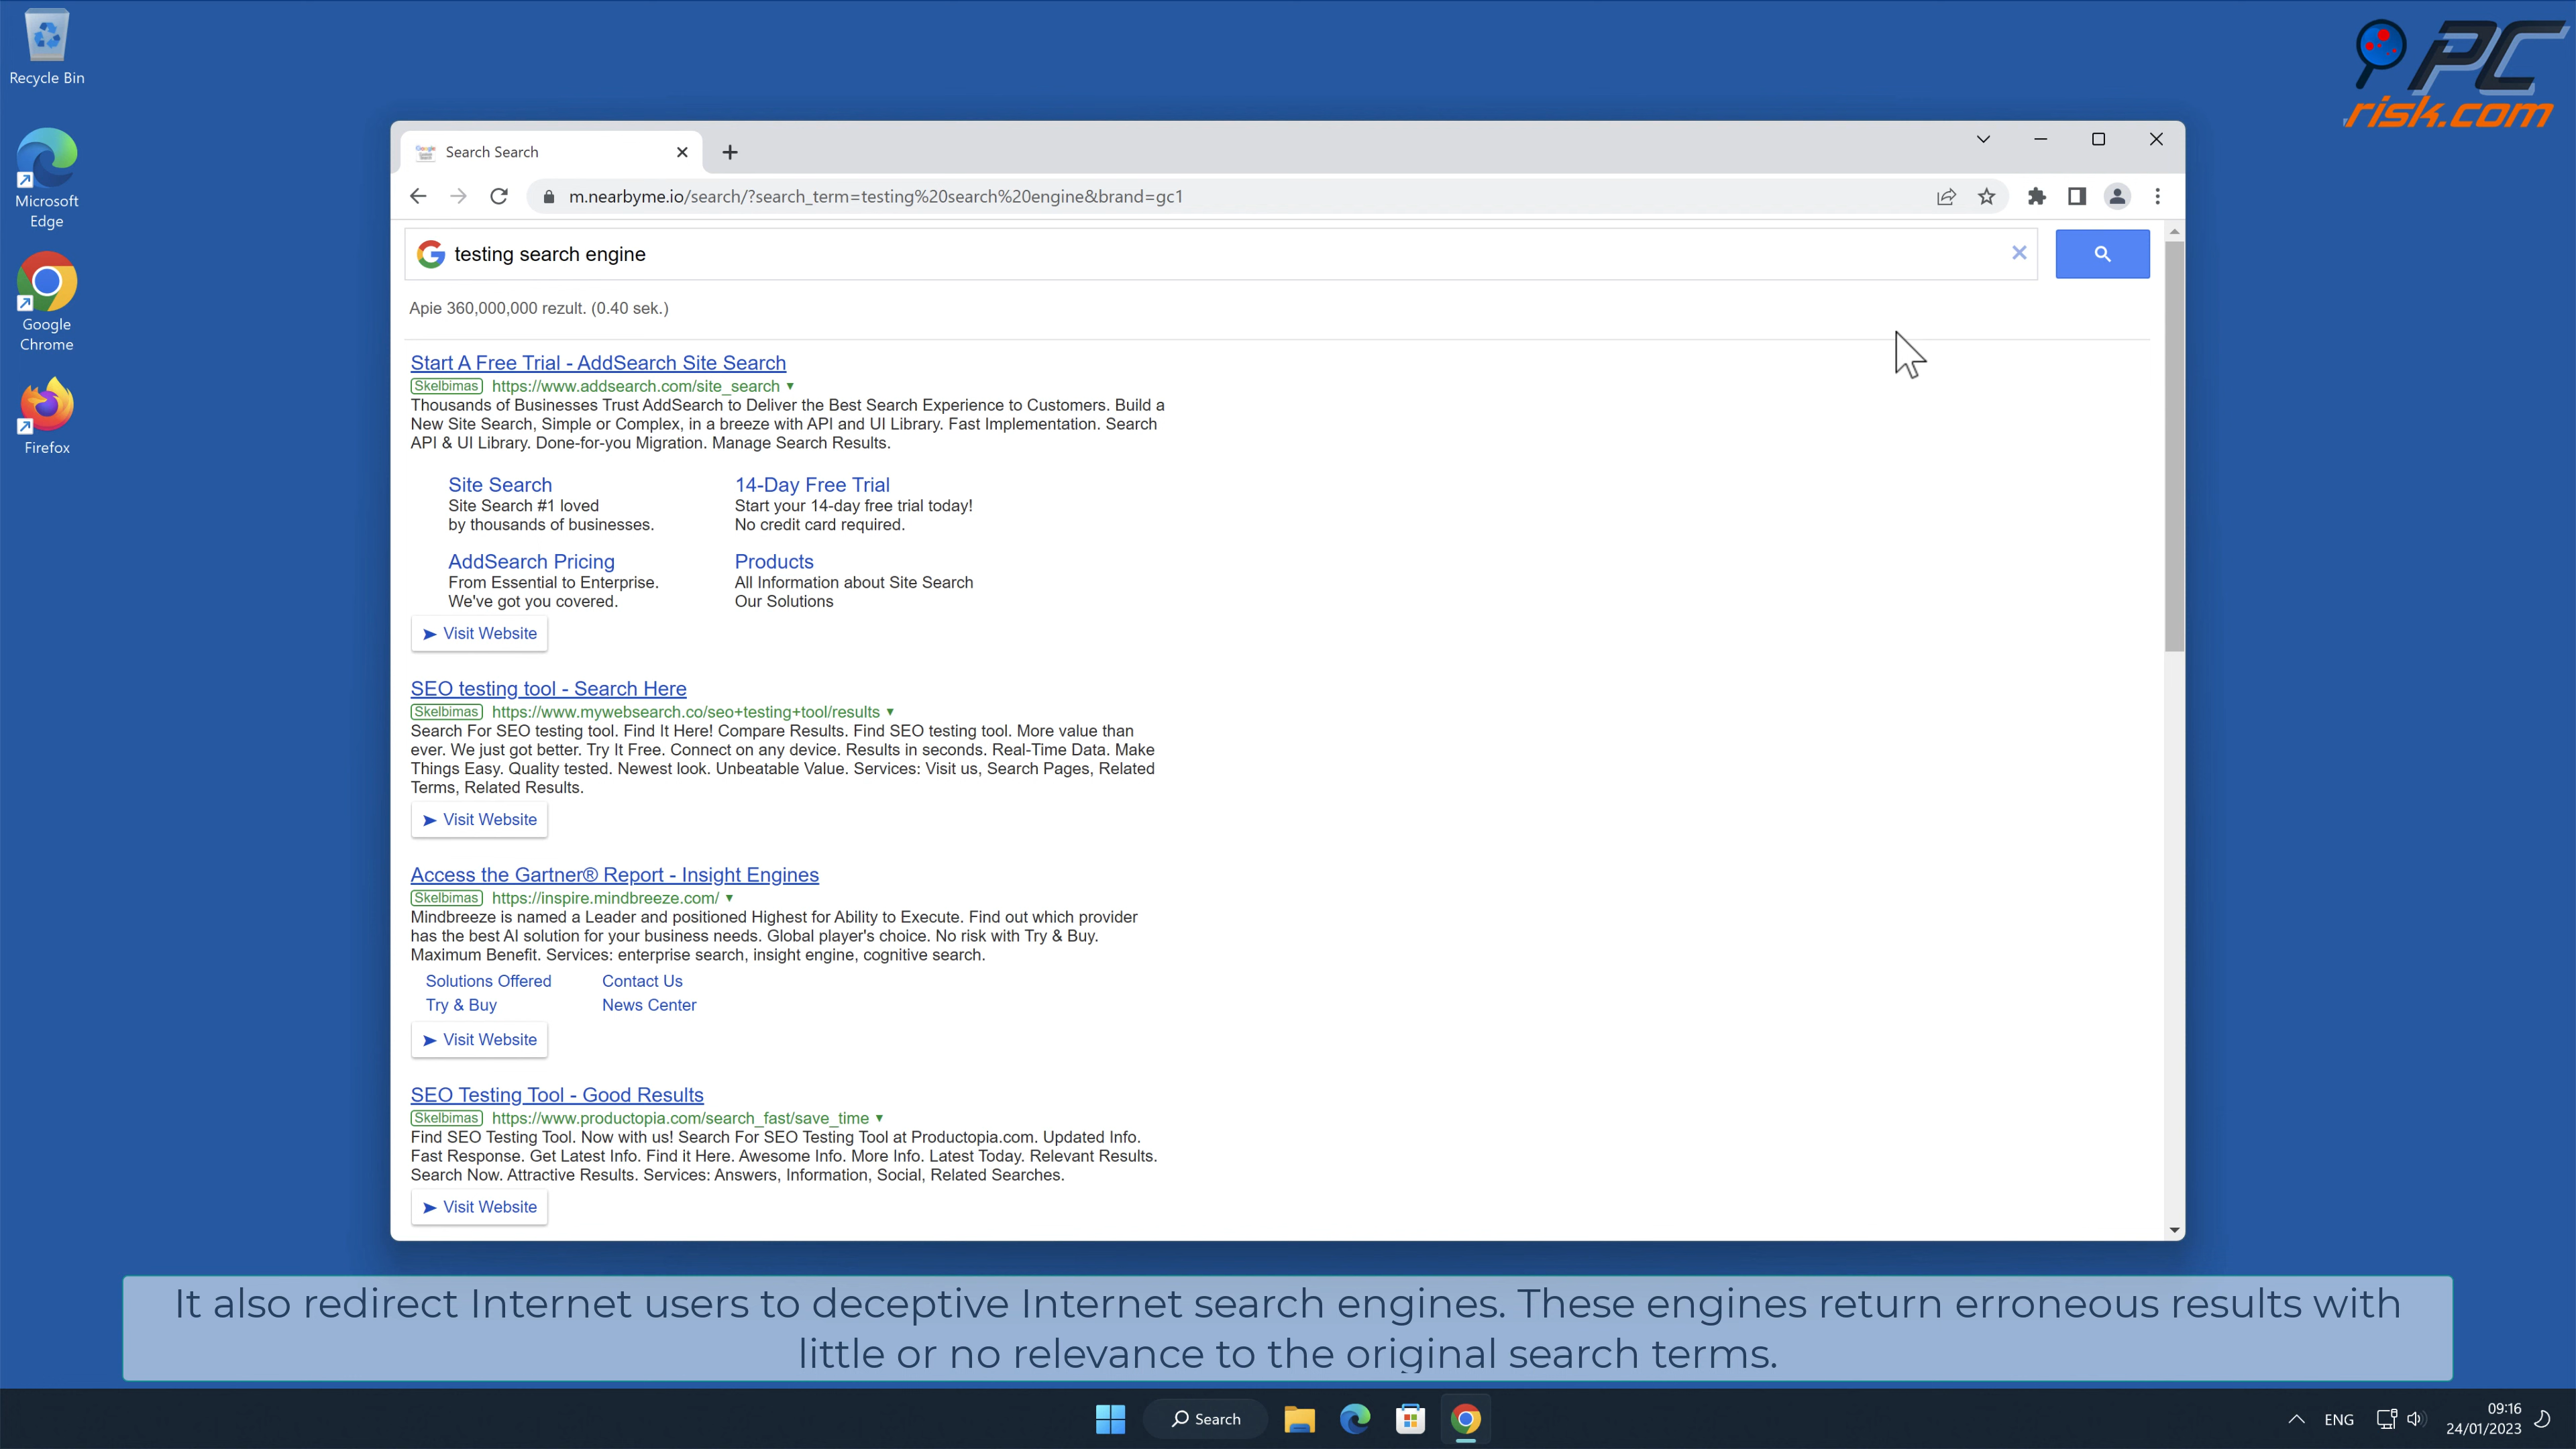 Recycle Bin
Microsoft
Edge
Google
Chrome
Firefox
PC
risk.com
Search Search
m.nearbyme.io/search/?search_term=testing%20search%20engine&brand=gc1
testing search engine
Apie 360,000,000 rezult. (0.40 sek.)
Start A Free Trial - AddSearch Site Search
Skelbimas https://www.addsearch.com/site_search
Thousands of Businesses Trust AddSearch to Deliver the Best Search Experience to Customers. Build a
New Site Search, Simple or Complex, in a breeze with API and UI Library. Fast Implementation. Search
API & UI Library. Done-for-you Migration. Manage Search Results.
Site Search
Site Search #1 loved
by thousands of businesses.
14-Day Free Trial
Start your 14-day free trial today!
No credit card required.
AddSearch Pricing
From Essential to Enterprise.
We've got you covered.
Products
All Information about Site Search
Our Solutions
Visit Website
SEO testing tool - Search Here
Skelbimas https://www.mywebsearch.co/seo+testing+tool/results
Search For SEO testing tool. Find It Here! Compare Results. Find SEO testing tool. More value than
ever. We just got better. Try It Free. Connect on any device. Results in seconds. Real-Time Data. Make
Things Easy. Quality tested. Newest look. Unbeatable Value. Services: Visit us, Search Pages, Related
Terms, Related Results.
Visit Website
Access the Gartner® Report - Insight Engines
Skelbimas https://inspire.mindbreeze.com/
Mindbreeze is named a Leader and positioned Highest for Ability to Execute. Find out which provider
has the best AI solution for your business needs. Global player's choice. No risk with Try & Buy.
Maximum Benefit. Services: enterprise search, insight engine, cognitive search.
Solutions Offered
Contact Us
Try & Buy
News Center
Visit Website
SEO Testing Tool - Good Results
Skelbimas https://www.productopia.com/search_fast/save_time
Find SEO Testing Tool. Now with us! Search For SEO Testing Tool at Productopia.com. Updated Info.
Fast Response. Get Latest Info. Find it Here. Awesome Info. More Info. Latest Today. Relevant Results.
Search Now. Attractive Results. Services: Answers, Information, Social, Related Searches.
Visit Website
It also redirect Internet users to deceptive Internet search engines. These engines return erroneous results with
little or no relevance to the original search terms.
Search
ENG
09:16
24/01/2023